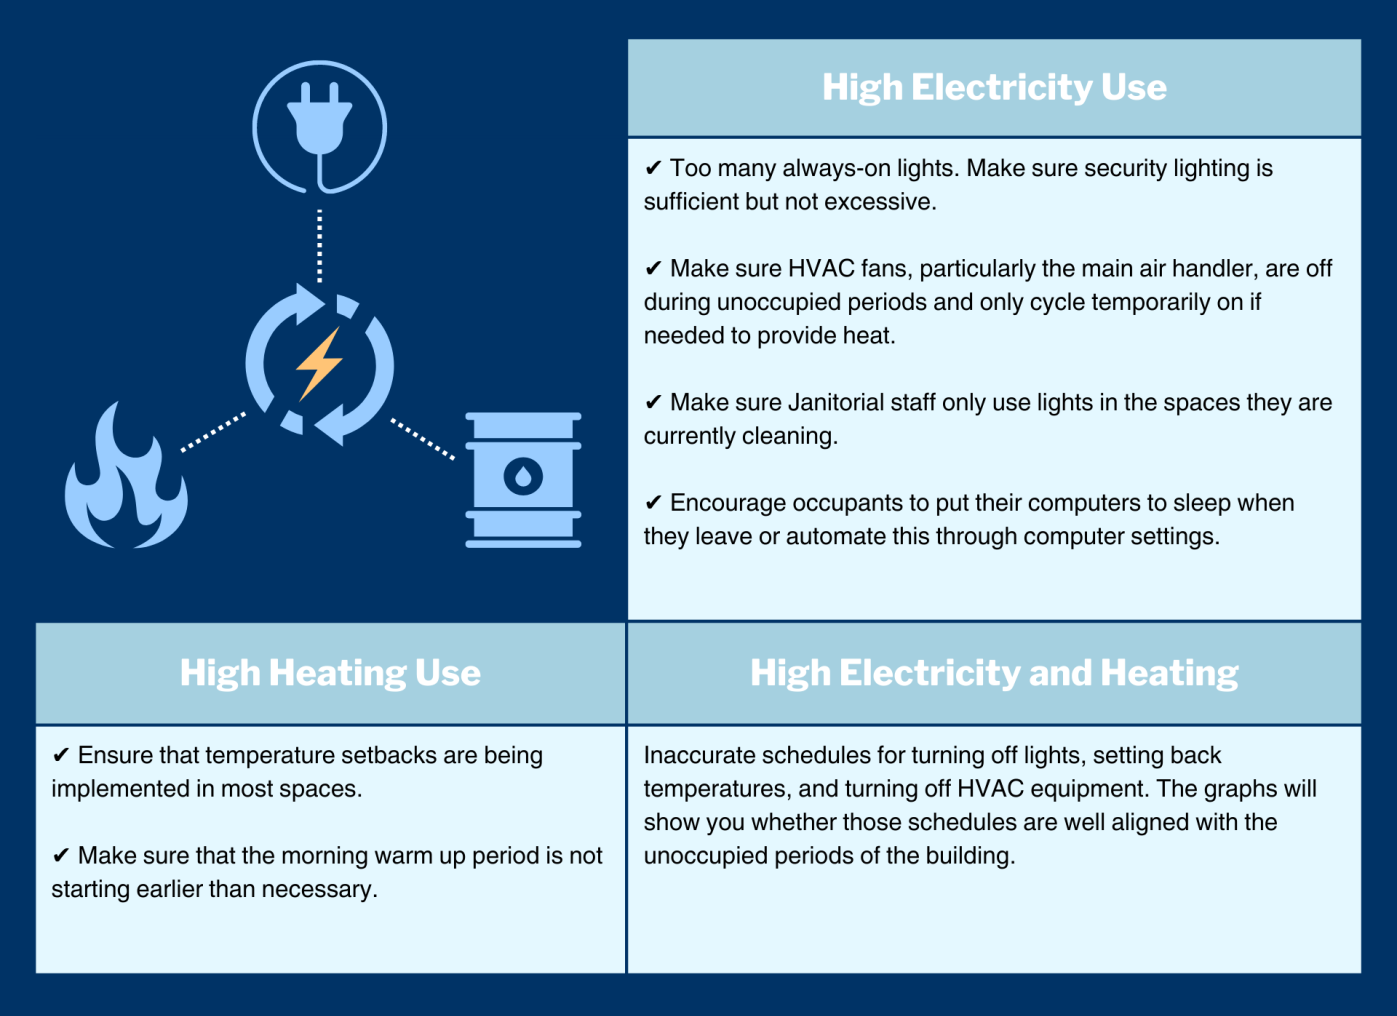 High Electricity Use
✔ Too many always-on lights. Make sure security lighting is
sufficient but not excessive.
✔ Make sure HVAC fans, particularly the main air handler, are off
during unoccupied periods and only cycle temporarily on if
needed to provide heat.
✔ Make sure Janitorial staff only use lights in the spaces they are
currently cleaning.
✔ Encourage occupants to put their computers to sleep when
they leave or automate this through computer settings.
High Heating Use
✔ Ensure that temperature setbacks are being
implemented in most spaces.
✔ Make sure that the morning warm up period is not
starting earlier than necessary.
High Electricity and Heating
Inaccurate schedules for turning off lights, setting back
temperatures, and turning off HVAC equipment. The graphs will
show you whether those schedules are well aligned with the
unoccupied periods of the building.